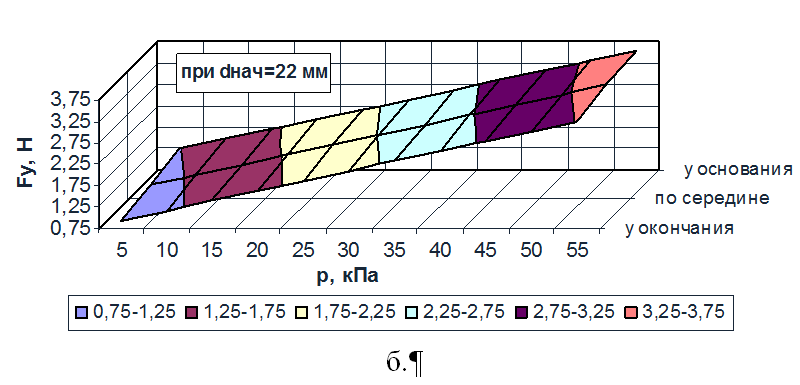 при dнач=22 мм
3,75
3,25
2,75
2,25
1,75
1,25
0,75
Fy, Н
5 10 15 20 25 30 35 40 45 50 55
р, кПа
у основания
по середине
у окончания
0,75-1,25 1,25-1,75 1,75-2,25 2,25-2,75 2,75-3,25 3,25-3,75
б.¶